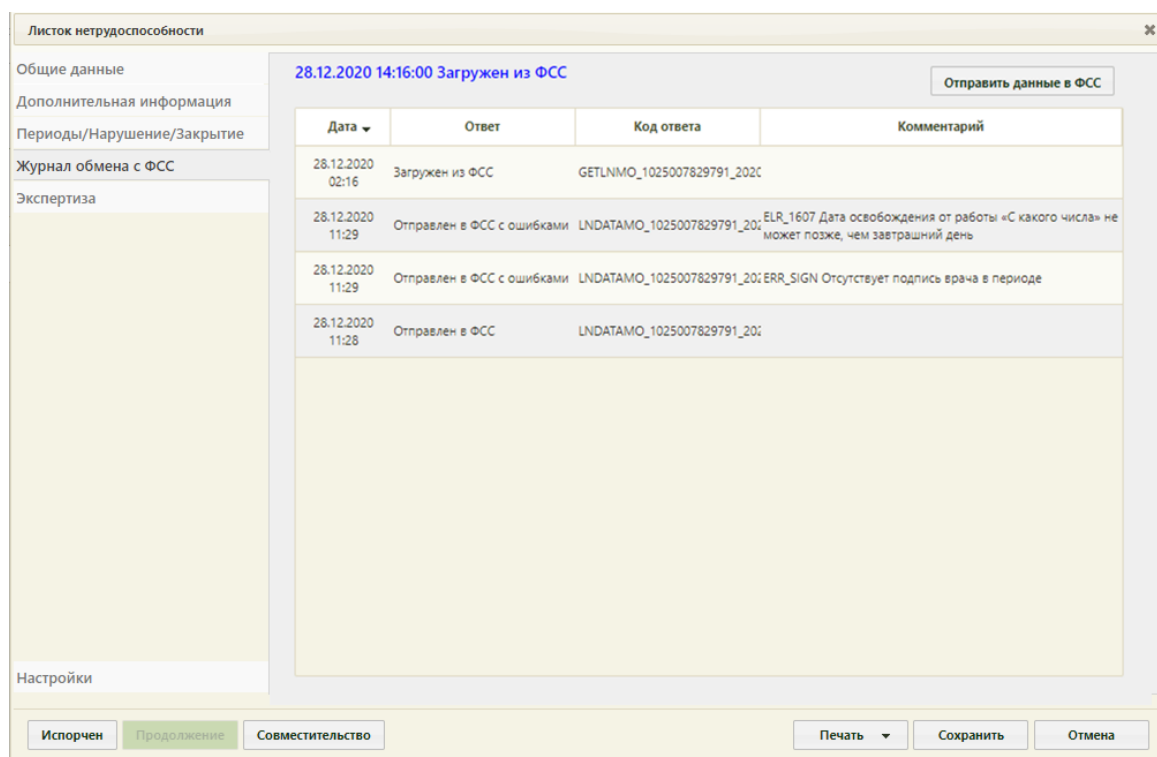 Листок нетрудоспособности
Общие данные
Дополнительная информация
Периоды/Нарушение/Закрытие
Журнал обмена с ФСС
Экспертиза
Настройки
28.12.2020 14:16:00 Загружен из ФСС
Отправить данные в ФСС
Дата Ответ Код ответа Комментарий
28.12.2020
02:16
Загружен из ФСС GETLNMO_1025007829791_2020
28.12.2020
11:29
Отправлен в ФСС с ошибками LNDATAMO_1025007829791_202
ELR_1607 Дата освобождения от работы «С какого числа» не
может позже, чем завтрашний день
28.12.2020
11:29
Отправлен в ФСС с ошибками LNDATAMO_1025007829791_202 ERR_SIGN Отсутствует подпись врача в периоде
28.12.2020
11:28
Отправлен в ФСС LNDATAMO_1025007829791_202
Испорчен Продолжение Совместительство Печать Сохранить Отмена